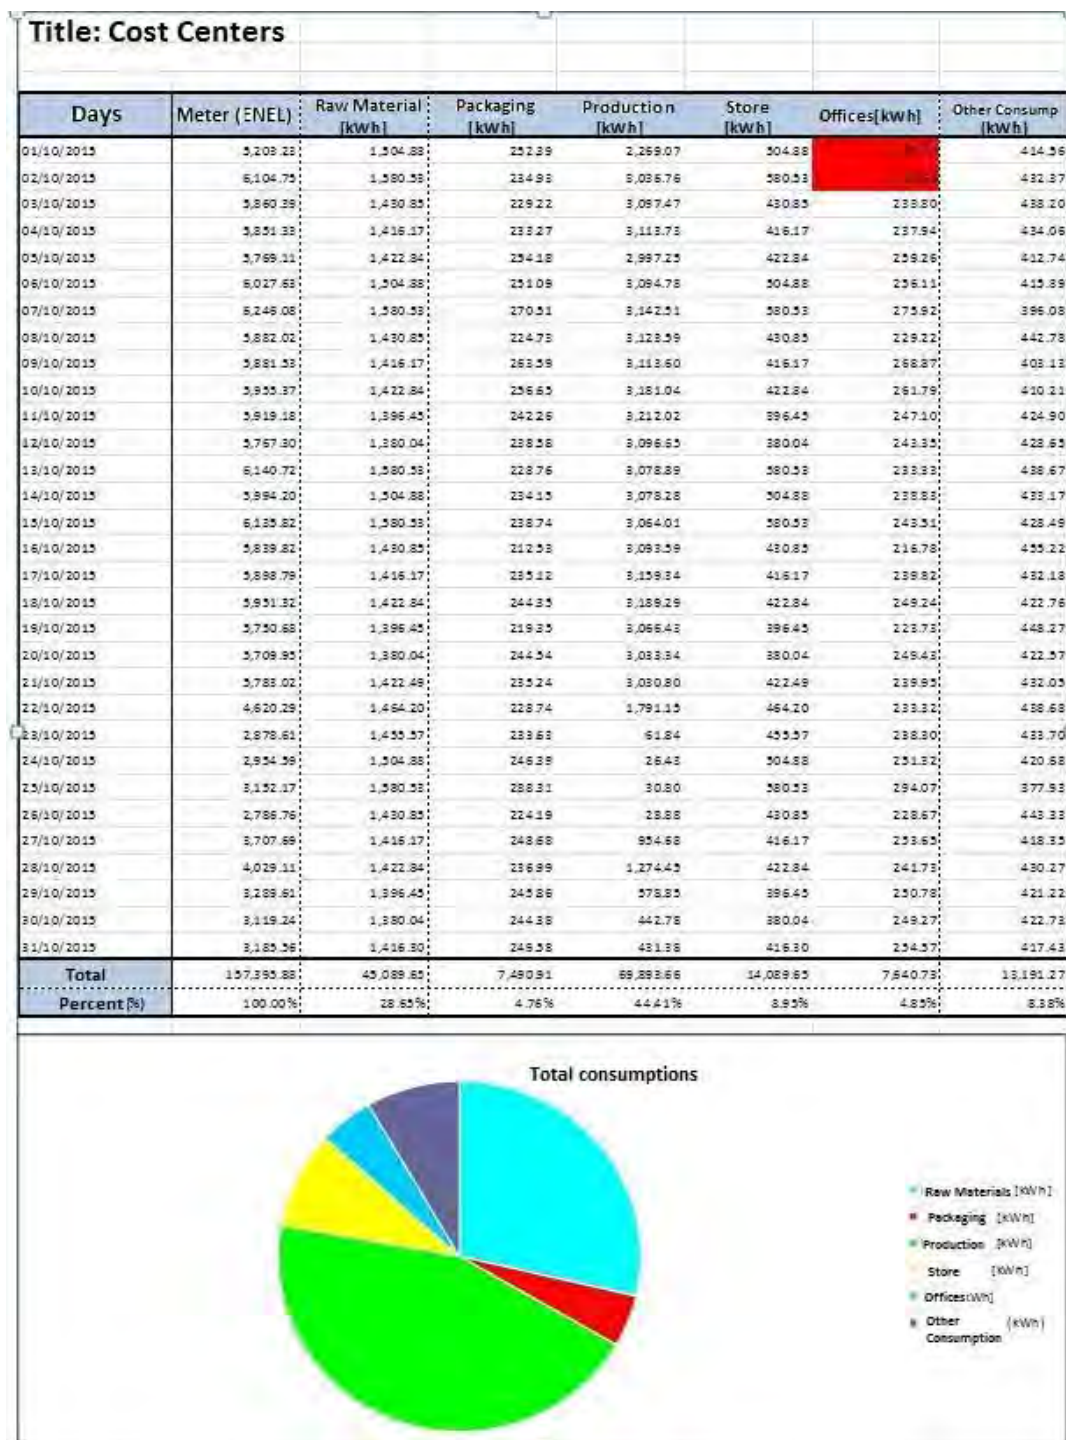 Title: Cost Centers
Days Meter (ENEL) Raw Material [kWh] Packaging [kWh] Production [kWh] Store [kWh] Offices[kWh] Other Consump (kWh]
01/10/2015 5,203.23 1,504.88 252.39 2,269.07 504.88 414.56
02/10/2015 6,104.75 1,580.53 234.93 3,036.76 580.53 432.37
03/10/2015 5,860.39 1,430.85 229.22 3,097.47 430.85 233.80 438.20
04/10/2015 5,851.33 1,416.17 233.27 3,113.73 416.17 237.94 434.06
05/10/2015 5,769.11 1,422.84 254.18 2,997.25 422.84 259.26 412.74
06/10/2015 6,027.63 1,504.88 251.09 3,094.78 504.88 256.11 415.89
07/10/2015 6,246.08 1,580.53 270.51 3,142.51 580.53 275.92 396.08
08/10/2015 5,882.02 1,430.85 224.73 3,123.59 430.85 229.22 442.78
09/10/2015 5,881.53 1,416.17 263.59 3,113.60 416.17 268.87 403.13
10/10/2015 5,955.37 1,422.84 256.65 3,181.04 422.84 261.79 410.21
11/10/2015 5,919.18 1,396.45 242.26 3,212.02 396.45 247.10 424.90
12/10/2015 5,767.30 1,380.04 238.58 3,096.65 380.04 243.35 428.65
13/10/2015 6,140.72 1,580.53 228.76 3,078.89 580.53 233.33 438.67
14/10/2015 5,994.20 1,504.88 234.15 3,078.28 504.88 238.83 433.17
15/10/2015 6,135.82 1,580.53 238.74 3,064.01 580.53 243.51 428.49
16/10/2015 5,839.82 1,430.85 212.53 3,093.59 430.85 216.78 455.22
17/10/2015 5,898.79 1,416.17 235.12 3,159.34 416.17 239.82 432.18
18/10/2015 5,951.32 1,422.84 244.35 3,189.29 422.84 249.24 422.76
19/10/2015 5,750.68 1,396.45 219.35 3,066.43 396.45 223.73 448.27
20/10/2015 5,709.95 1,380.04 244.54 3,033.34 380.04 249.43 422.57
21/10/2015 5,783.02 1,422.49 235.24 3,030.80 422.49 239.95 432.05
22/10/2015 4,620.29 1,464.20 228.74 1,791.15 464.20 233.32 438.68
23/10/2015 2,878.61 1,455.57 233.63 61.84 455.57 238.30 433.70
24/10/2015 2,954.59 1,504.88 246.39 26.43 504.88 251.32 420.68
25/10/2015 3,152.17 1,580.53 288.31 30.80 580.53 294.07 377.93
26/10/2015 2,786.76 1,430.85 224.19 28.88 430.85 228.67 443.33
27/10/2015 3,707.69 1,416.17 248.68 954.68 416.17 253.65 418.35
28/10/2015 4,029.11 1,422.84 236.99 1,274.45 422.84 241.73 430.27
29/10/2015 3,289.61 1,396.45 245.86 578.85 396.45 250.78 421.22
30/10/2015 3,119.24 1,380.04 244.38 442.78 380.04 249.27 422.73
31/10/2015 3,185.56 1,416.30 249.58 431.38 416.30 254.57 417.43
Total 157,395.88 45,089.65 7,490.91 69,893.66 14,089.65 7,640.73 13,191.27
Percent[%) 100.00% 28.65% 4.76% 44.41% 8.95% 4.85% 8.38%
Total consumptions
Raw Materials [kWh]
Packaging [kWh]
Production [kWh]
Store [kWh]
Offices[kWh]
Other (kWh)
Consumption